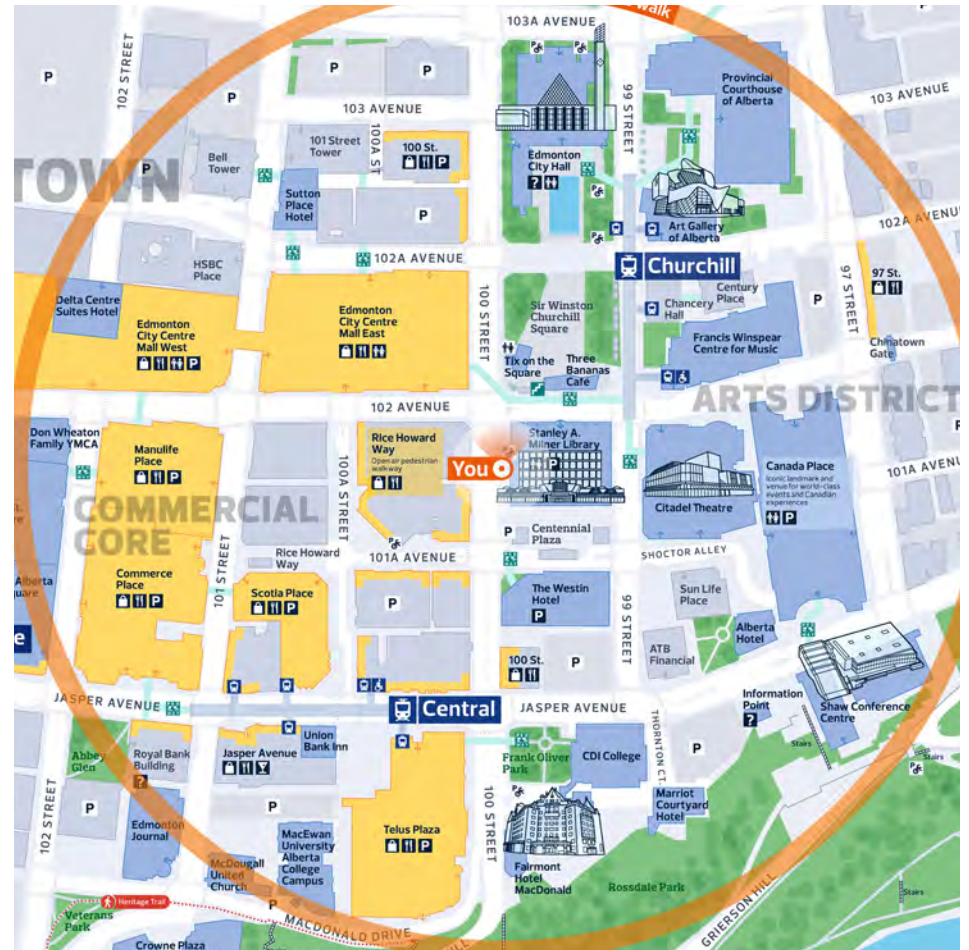 walk
103A AVENUE
102 STREET
P
P
P
Provincial
Courthouse
of Alberta
103 AVENUE
103 AVENUE
99 STREET
100A ST
101 Street
Tower
100 St.
P
Bell
Tower
P
Edmonton
City Hall
?
TOWN
Sutton
Place
Hotel
P
Art Gallery
of Alberta
102A AVENUE
102A AVENUE
HSBC
Place
Churchill
97 STREET
97 St.
Delta Centre
Suites Hotel
Edmonton
City Centre
Mall West
P
Edmonton
City Centre
Mall East
100 STREET
Sir Winston
Churchill
Square
Century
Place
Chancery
Hall
P
Francis Winspear
Centre for Music
Chinatown
Gate
Tix on the
Square
Three
Bananas
Café
ARTS DISTRICT
102 AVENUE
Don Wheaton
Family YMCA
Manulife
Place
P
Rice Howard
Way
Open air pedestrian
walkway
You
Stanley A.
Milner Library
P
Citadel Theatre
Canada Place
Iconic landmark and
venue for world-class
events and Canadian
experiences
P
101A AVENUE
COMMERCIAL
CORE
100A STREET
101 STREET
P
Centennial
Plaza
Rice Howard
Way
101A AVENUE
SHOCTOR ALLEY
Commerce
Place
P
Scotia Place
P
P
The Westin
Hotel
P
99 STREET
Sun Life
Place
Alberta
Hotel
ATB
Financial
100 St.
P
Information
Point
?
Shaw Conference
Centre
JASPER AVENUE
Central
JASPER AVENUE
THORNTON CT.
P
Stairs
Stairs
Abbey
Glen
Royal Bank
Building
?
Jasper Avenue
Union
Bank Inn
Frank Oliver
Park
CDI College
Marriot
Courtyard
Hotel
102 STREET
P
P
Edmonton
Journal
MacEwan
University
Alberta
College
Campus
Telus Plaza
P
100 STREET
Fairmont
Hotel
MacDonald
McDougall
United
Church
P
Rossdale Park
GRIERSON HILL
Stairs
Heritage Trail
Veterans
Park
MACDONALD DRIVE
HILL
Crowne Plaza